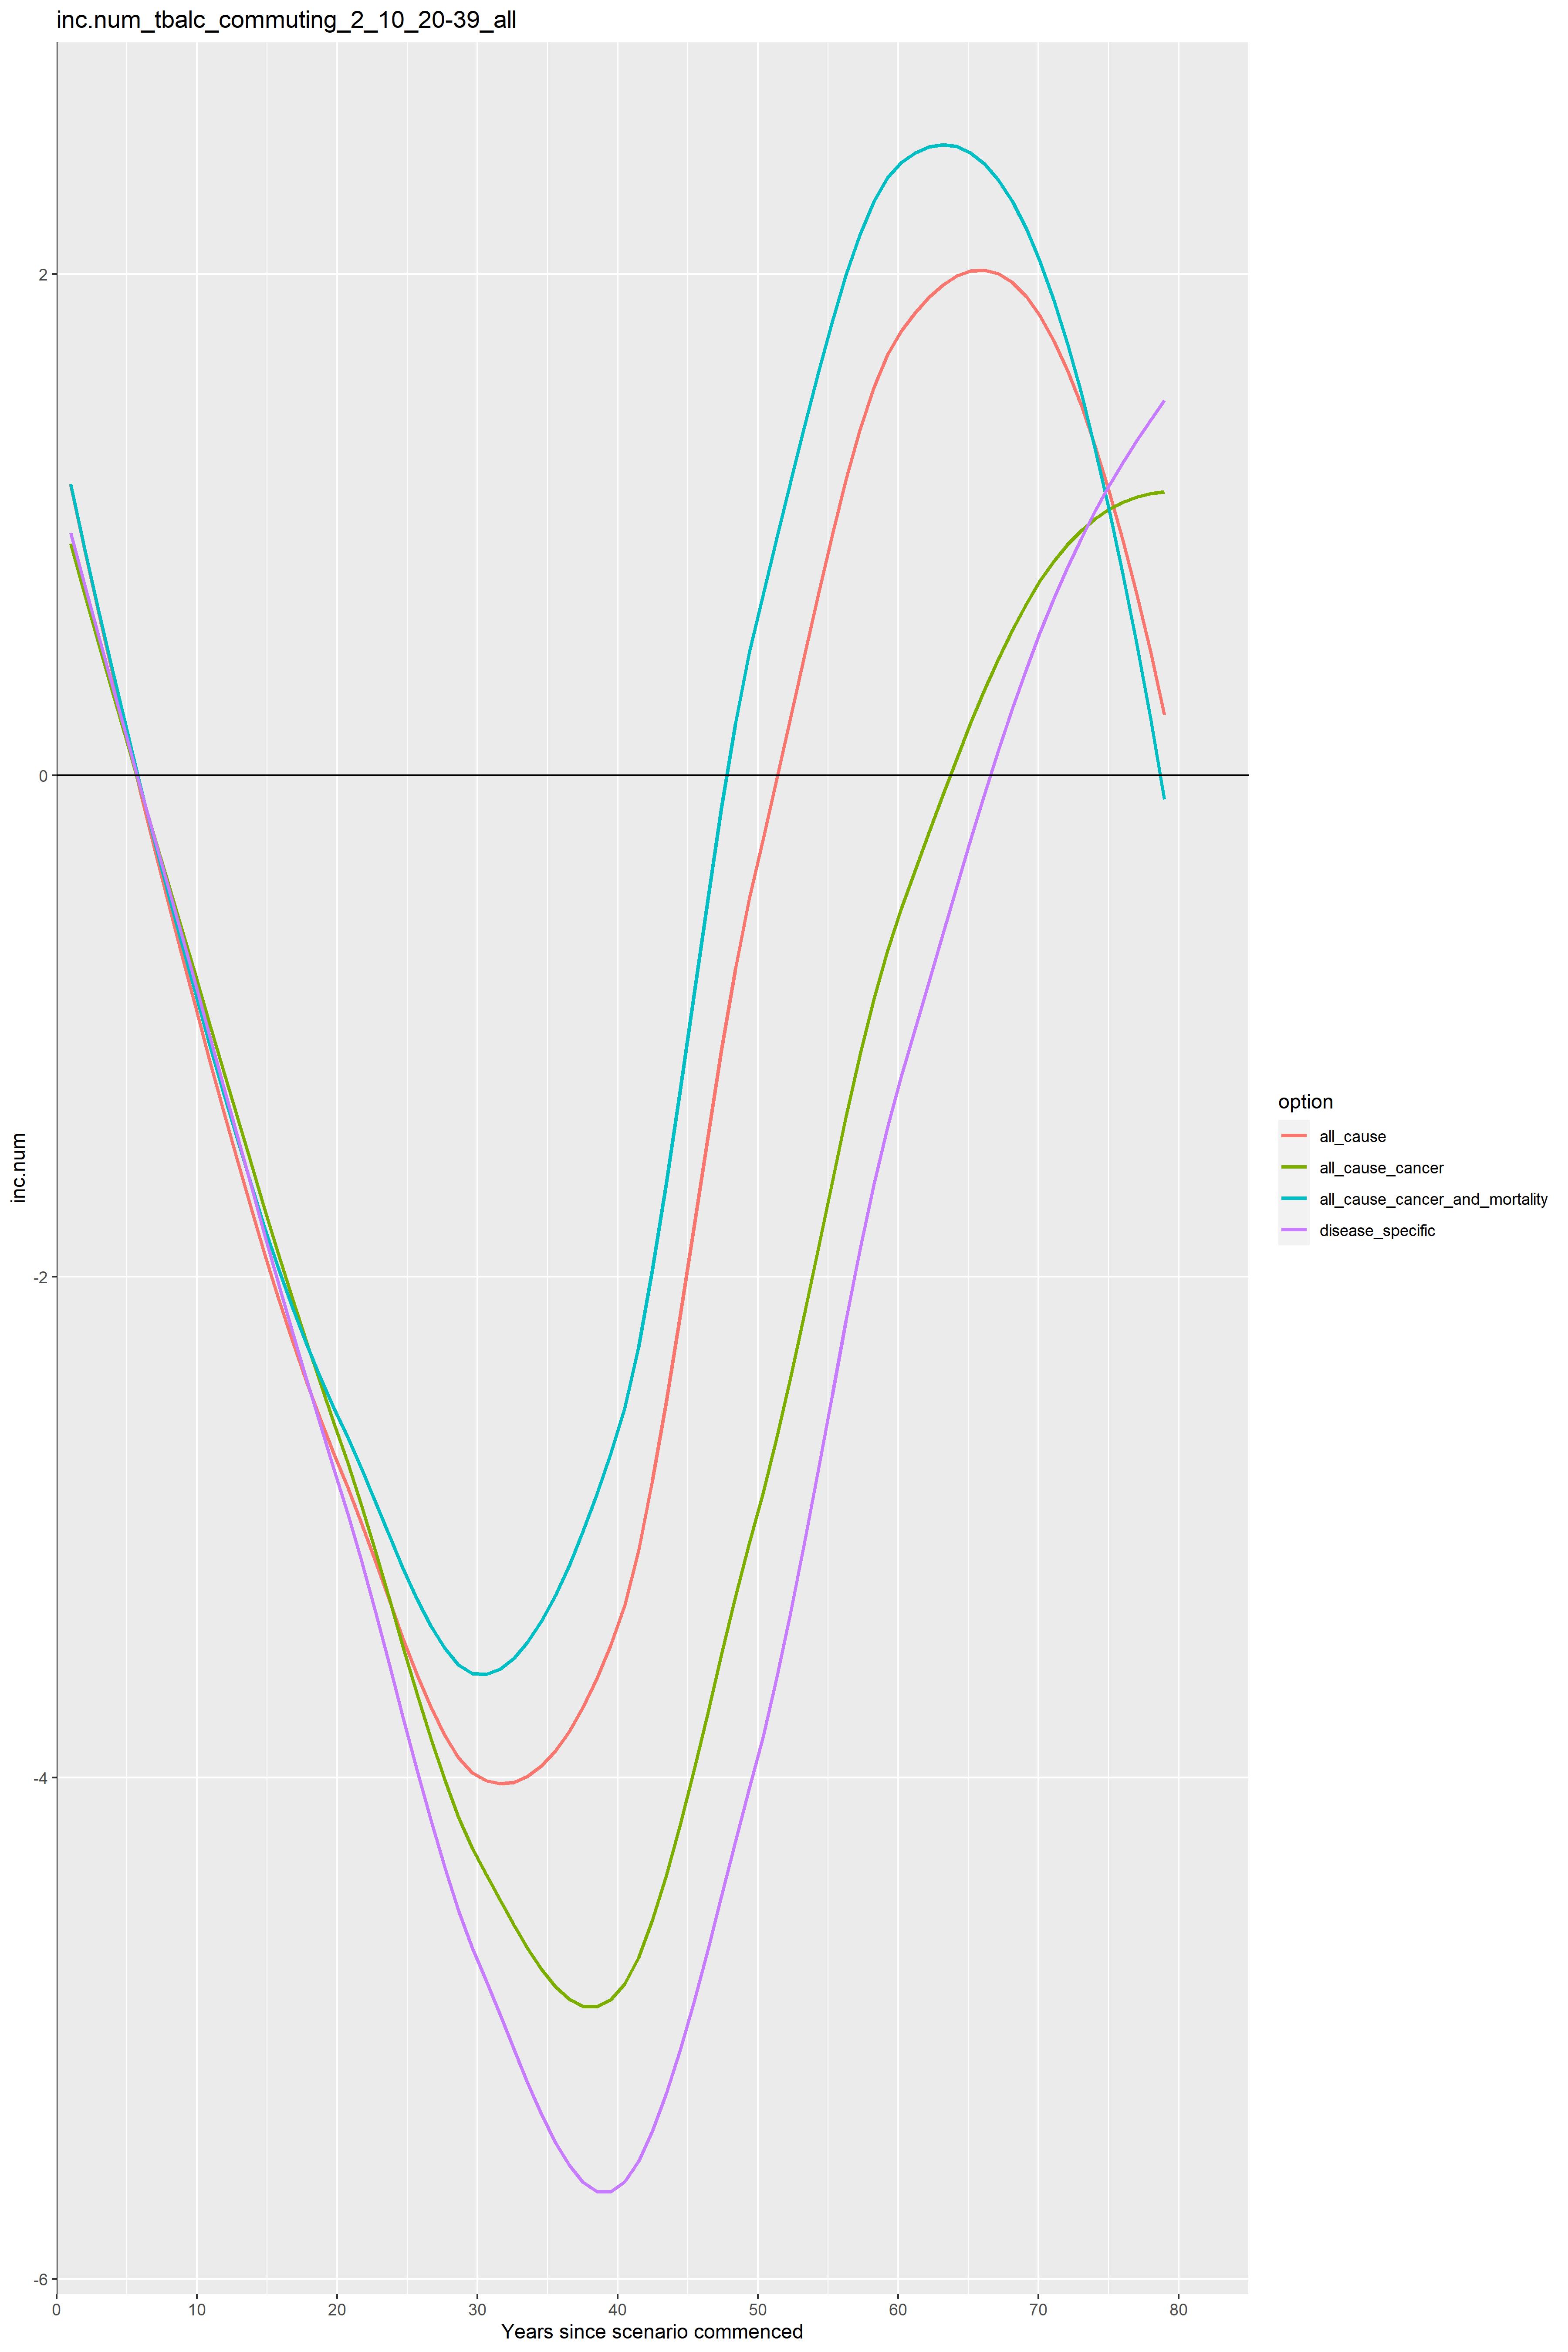 inc.num_tbalc_commuting_2_10_20-39_all
inc.num
2
0
-2
-4
-6
0 10 20 30 40 50 60 70 80
Years since scenario commenced
option
all_cause
all_cause_cancer
all_cause_cancer_and_mortality
disease_specific